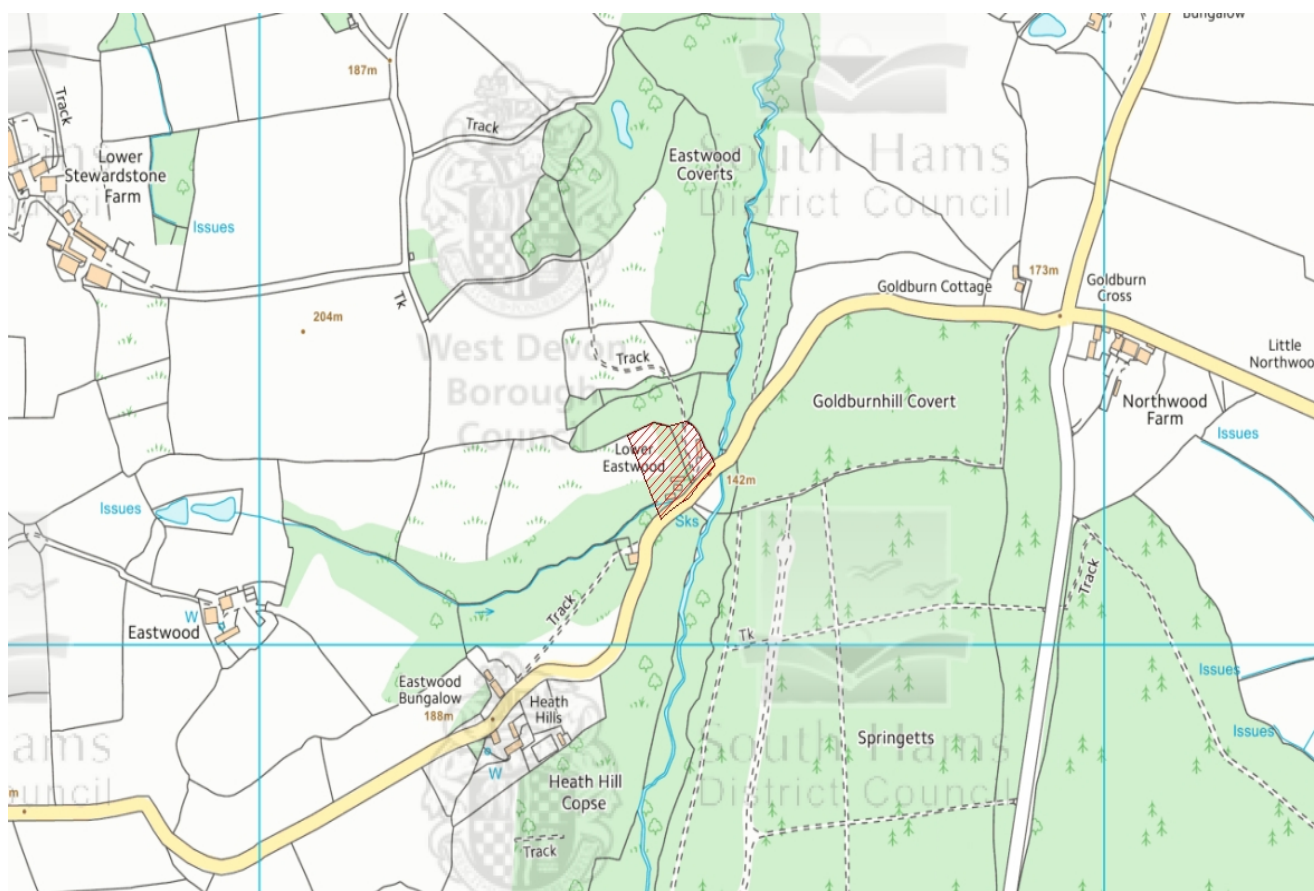 Bungalow
187m
Track
Track
Lower
Stewardstone
Farm
Issues
Eastwood
Coverts
South Hams
District Council
173m
Goldburn Cottage
Goldburn
Cross
Tk
204m
West Devon
Borough
Council
Track
Little
Northwoo
Goldburnhill Covert
Northwood
Farm
Issues
Lower
Eastwood
142m
Issues
Sks
Track
Track
W
Eastwood
Tk
Issues
Eastwood
Bungalow
188m
Heath
Hills
W
Springetts
Issues
ams
uncil
m
South Hams
District Council
Heath Hill
Copse
Track